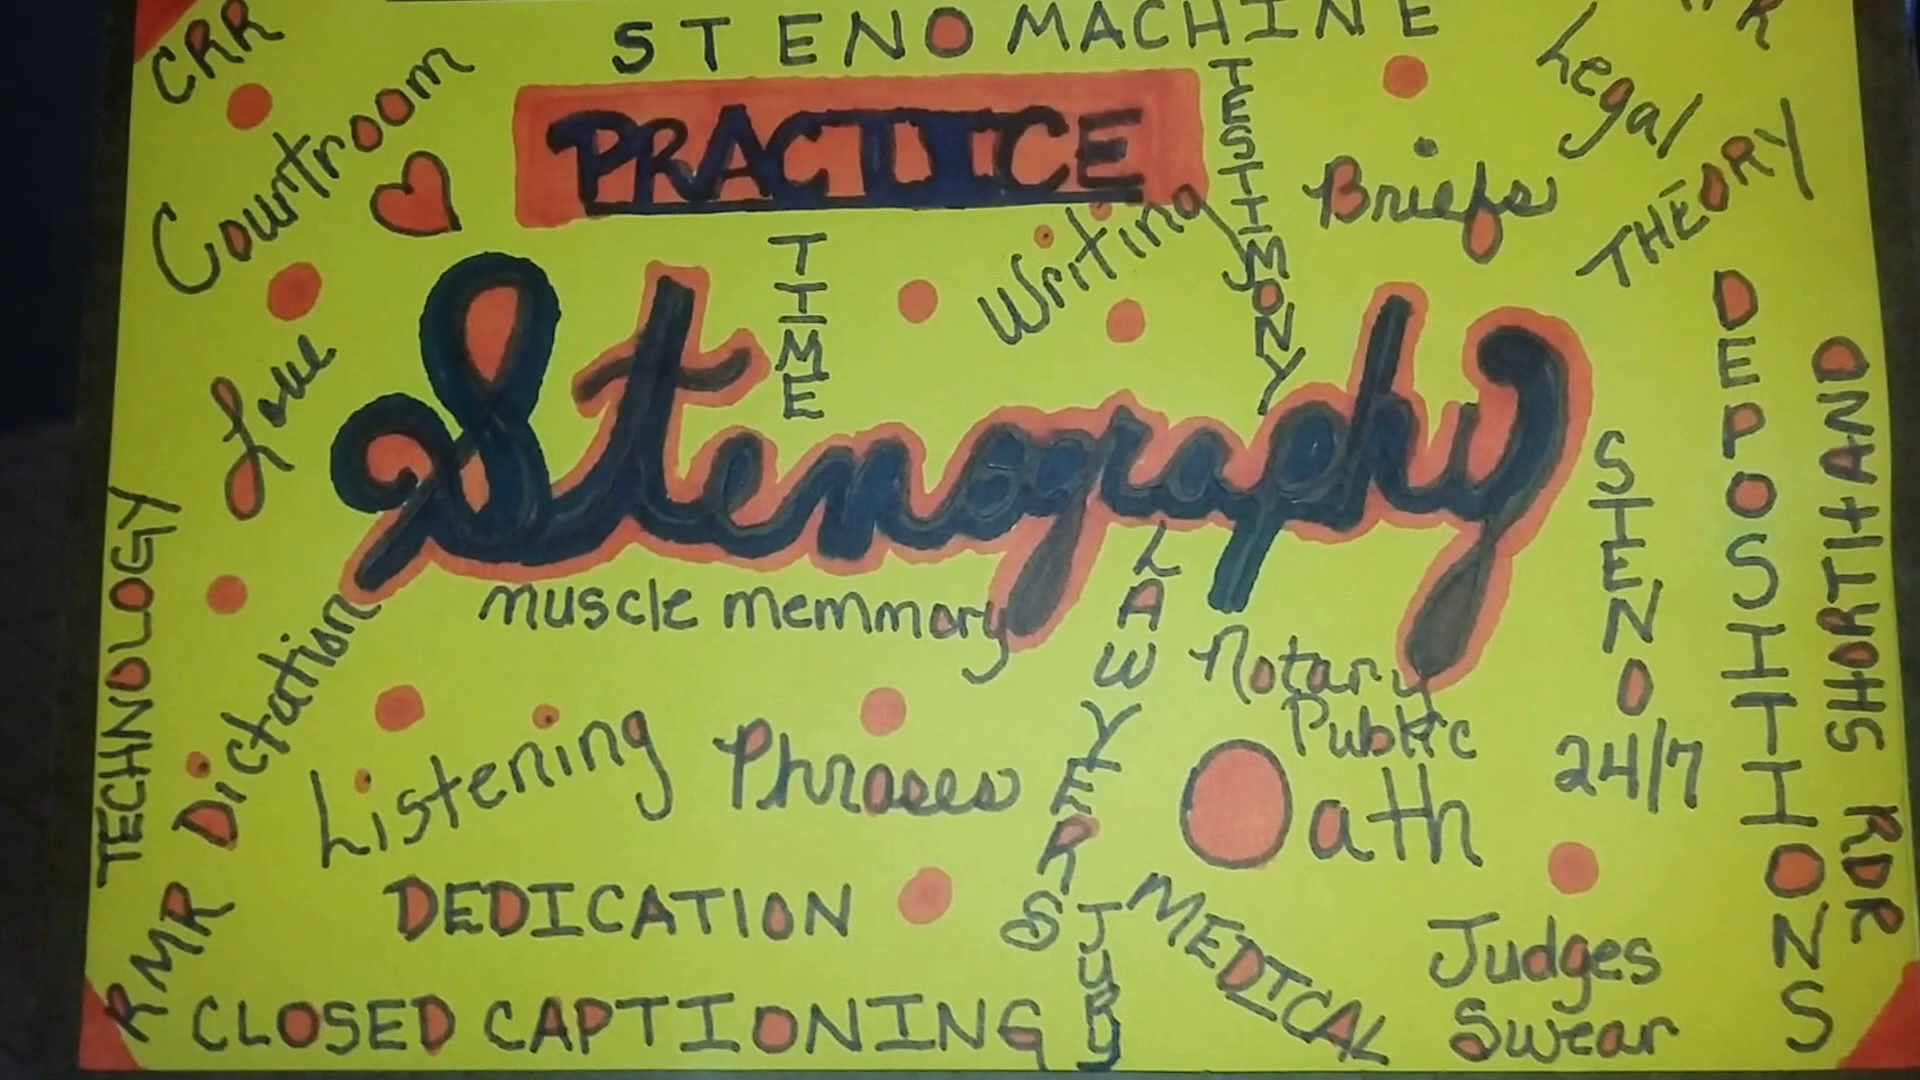 CRR
STENO MACHINE
Legal
Courtroom
PRACTICE
TESTIMONY
Briefs
THEORY
Writing
TIME
Love
Stenography
DEPOSITIONS
SHORTHAND
STENO
24/7
TECHNOLOGY
Dictation
muscle memmory
LAWYERS
Notary
Public
Listening
Phrases
Oath
RDR
RMR
DEDICATION
JURY
MEDICAL
Judges
Swear
CLOSED CAPTIONING